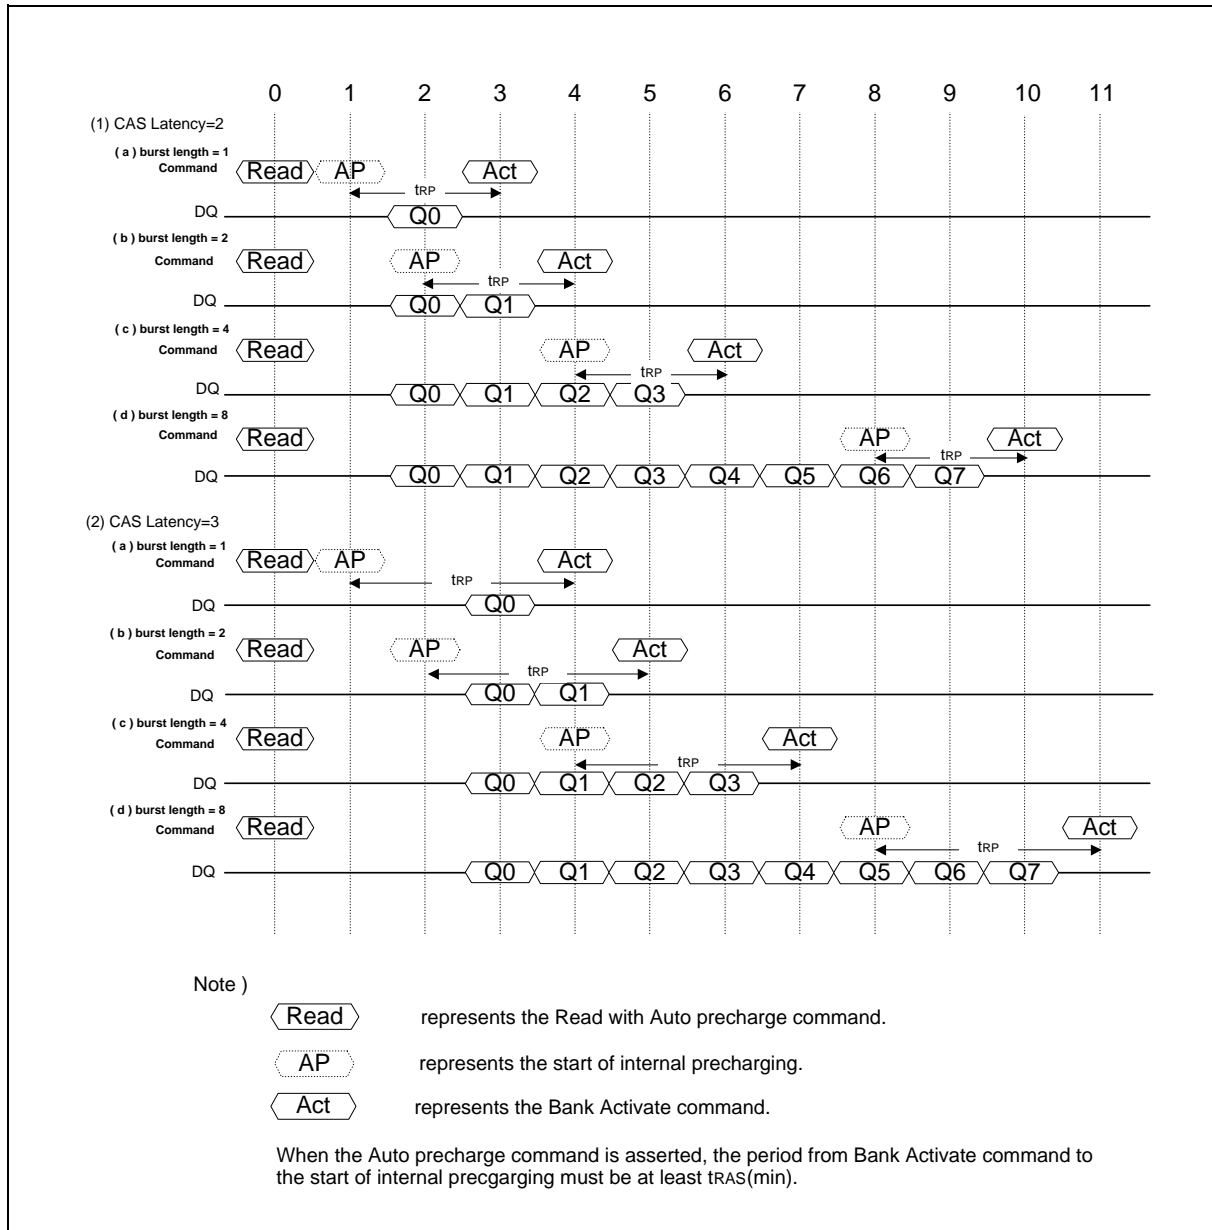 0 1 2 3 4 5 6 7 8 9 10 11
(1) CAS Latency=2
( a ) burst length = 1
Command Read AP Act
tRP
DQ Q0
( b ) burst length = 2
Command Read AP Act
tRP
DQ Q0 Q1
( c ) burst length = 4
Command Read AP Act
tRP
DQ Q0 Q1 Q2 Q3
( d ) burst length = 8
Command Read AP Act
tRP
DQ Q0 Q1 Q2 Q3 Q4 Q5 Q6 Q7
(2) CAS Latency=3
( a ) burst length = 1
Command Read AP Act
tRP
DQ Q0
( b ) burst length = 2
Command Read AP Act
tRP
DQ Q0 Q1
( c ) burst length = 4
Command Read AP Act
tRP
DQ Q0 Q1 Q2 Q3
( d ) burst length = 8
Command Read AP Act
tRP
DQ Q0 Q1 Q2 Q3 Q4 Q5 Q6 Q7
Note )
Read represents the Read with Auto precharge command.
AP represents the start of internal precharging.
Act represents the Bank Activate command.
When the Auto precharge command is asserted, the period from Bank Activate command to
the start of internal precgarging must be at least tRAS(min).